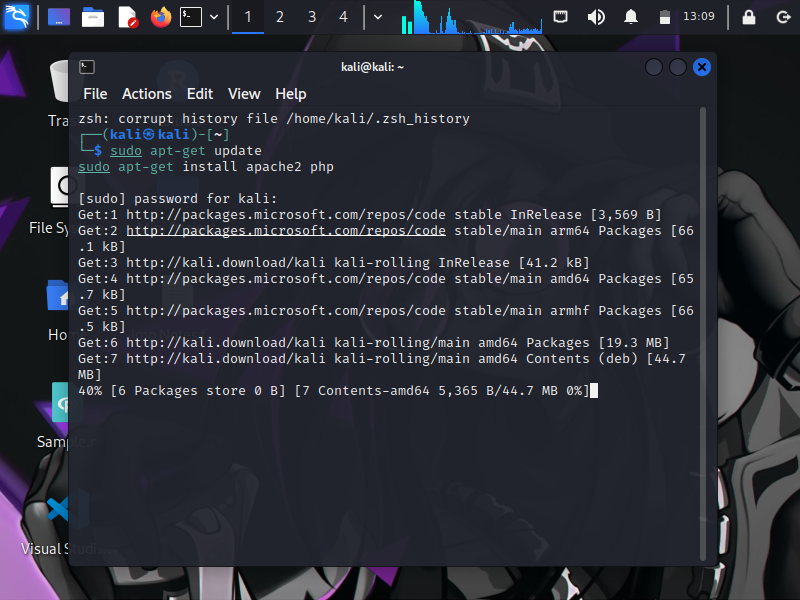 1 2 3 4 13:09
kali@kali: ~
File Actions Edit View Help
zsh: corrupt history file /home/kali/.zsh_history
┌──(kali㉿kali)-[~]
└─$ sudo apt-get update
sudo apt-get install apache2 php
[sudo] password for kali:
Get:1 http://packages.microsoft.com/repos/code stable InRelease [3,569 B]
Get:2 http://packages.microsoft.com/repos/code stable/main arm64 Packages [66
.1 kB]
Get:3 http://kali.download/kali kali-rolling InRelease [41.2 kB]
Get:4 http://packages.microsoft.com/repos/code stable/main amd64 Packages [65
.7 kB]
Get:5 http://packages.microsoft.com/repos/code stable/main armhf Packages [66
.5 kB]
Get:6 http://kali.download/kali kali-rolling/main amd64 Packages [19.3 MB]
Get:7 http://kali.download/kali kali-rolling/main amd64 Contents (deb) [44.7
MB]
40% [6 Packages store 0 B] [7 Contents-amd64 5,365 B/44.7 MB 0%]
Tra
File Sy
Ho
Sample.r
Visual Studi